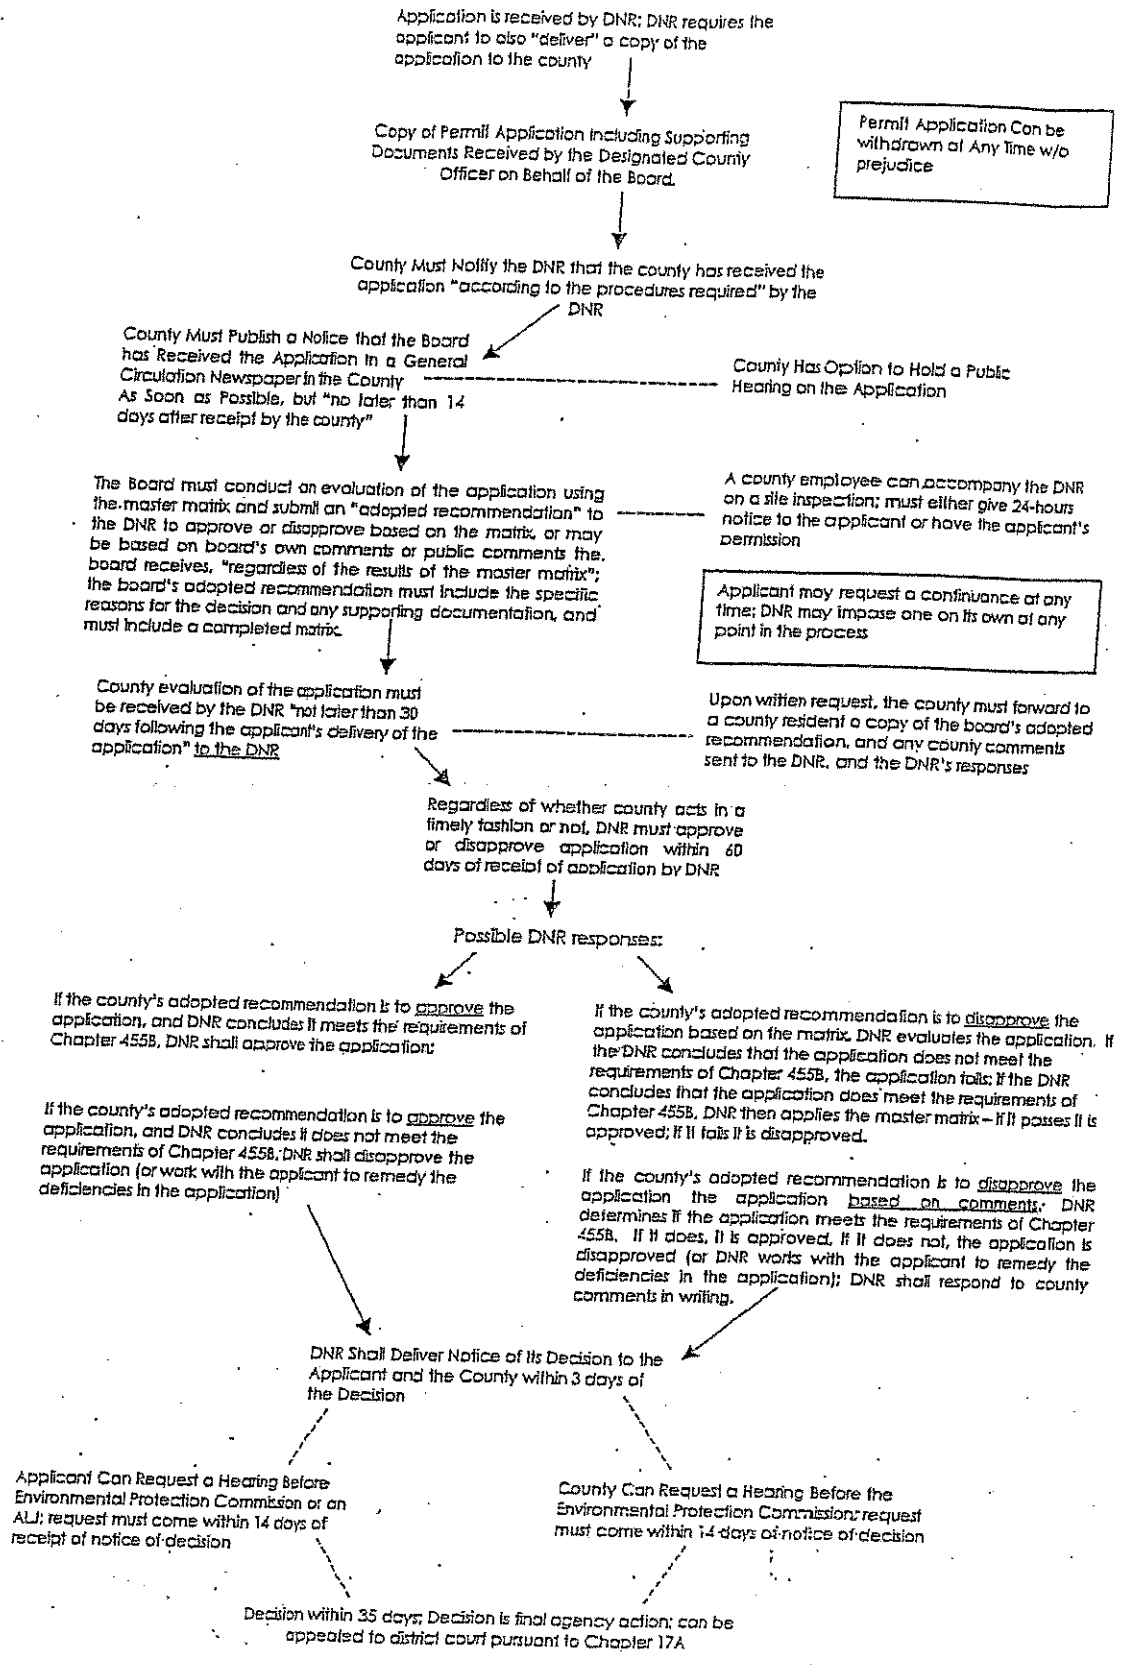 Application is received by DNR; DNR requires the
applicant to also "deliver" a copy of the
application to the county
Copy of Permit Application Including Supporting
Documents Received by the Designated County
Officer on Behalf of the Board.
Permit Application Can be
withdrawn at Any Time w/o
prejudice
County Must Notify the DNR that the county has received the
application "according to the procedures required" by the
DNR
County Must Publish a Notice that the Board
has Received the Application in a General
Circulation Newspaper in the County
As Soon as Possible, but "no later than 14
days after receipt by the county"
County Has Option to Hold a Public
Hearing on the Application
The Board must conduct an evaluation of the application using
the master matrix and submit an "adopted recommendation" to
the DNR to approve or disapprove based on the matrix, or may
be based on board's own comments or public comments the
board receives, "regardless of the results of the master matrix";
the board's adopted recommendation must include the specific
reasons for the decision and any supporting documentation, and
must include a completed matrix.
A county employee can accompany the DNR
on a site inspection; must either give 24-hours
notice to the applicant or have the applicant's
permission
Applicant may request a continuance at any
time; DNR may impose one on its own at any
point in the process
County evaluation of the application must
be received by the DNR "not later than 30
days following the applicant's delivery of the
application" to the DNR
Upon written request, the county must forward to
a county resident a copy of the board's adopted
recommendation, and any county comments
sent to the DNR, and the DNR's responses
Regardless of whether county acts in a
timely fashion or not, DNR must approve
or disapprove application within 60
days of receipt of application by DNR
Possible DNR responses:
If the county's adopted recommendation is to approve the
application, and DNR concludes it meets the requirements of
Chapter 455B, DNR shall approve the application;
If the county's adopted recommendation is to approve the
application, and DNR concludes it does not meet the
requirements of Chapter 455B, DNR shall disapprove the
application (or work with the applicant to remedy the
deficiencies in the application)
If the county's adopted recommendation is to disapprove the
application based on the matrix, DNR evaluates the application. If
the DNR concludes that the application does not meet the
requirements of Chapter 455B, the application fails; if the DNR
concludes that the application does meet the requirements of
Chapter 455B, DNR then applies the master matrix – if it passes it is
approved; if it fails it is disapproved.
If the county's adopted recommendation is to disapprove the
application the application based on comments, DNR
determines if the application meets the requirements of Chapter
455B. If it does, it is approved. If it does not, the application is
disapproved (or DNR works with the applicant to remedy the
deficiencies in the application); DNR shall respond to county
comments in writing.
DNR Shall Deliver Notice of Its Decision to the
Applicant and the County within 3 days of
the Decision
Applicant Can Request a Hearing Before
Environmental Protection Commission or an
ALJ; request must come within 14 days of
receipt of notice of decision
County Can Request a Hearing Before the
Environmental Protection Commission; request
must come within 14 days of notice of decision
Decision within 35 days; Decision is final agency action; can be
appealed to district court pursuant to Chapter 17A